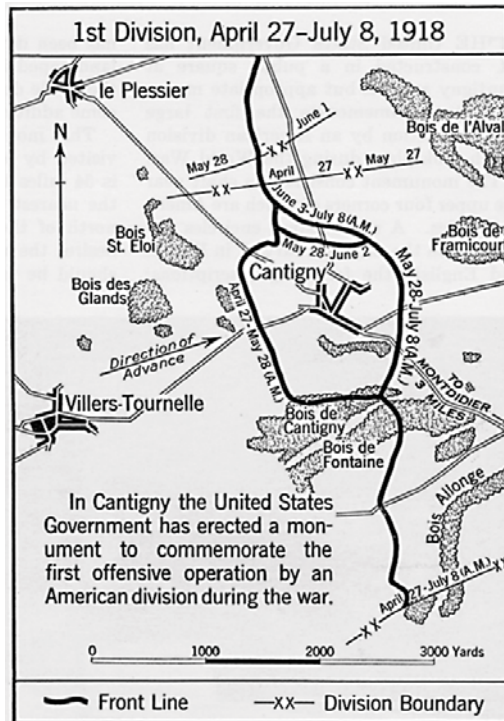 1st Division, April 27–July 8, 1918
le Plessier
N
May 28
June 1
Bois de l'Alval
April 27
May 27
June 3-July 8 (A.M.)
May 28-June 2
Bois St. Eloi
Bois de Framicourt
Cantigny
Bois des Glands
April 27-May 28 (A.M.)
May 28-July 8 (A.M.)
Direction of Advance
TO MONTDIDIER 3 MILES
Villers-Tournelle
Bois de Cantigny
Bois de Fontaine
Bois Allonge
In Cantigny the United States
Government has erected a mon-
ument to commemorate the
first offensive operation by an
American division during the war.
April 27-July 8 (A.M.)
0 1000 2000 3000 Yards
Front Line —XX— Division Boundary